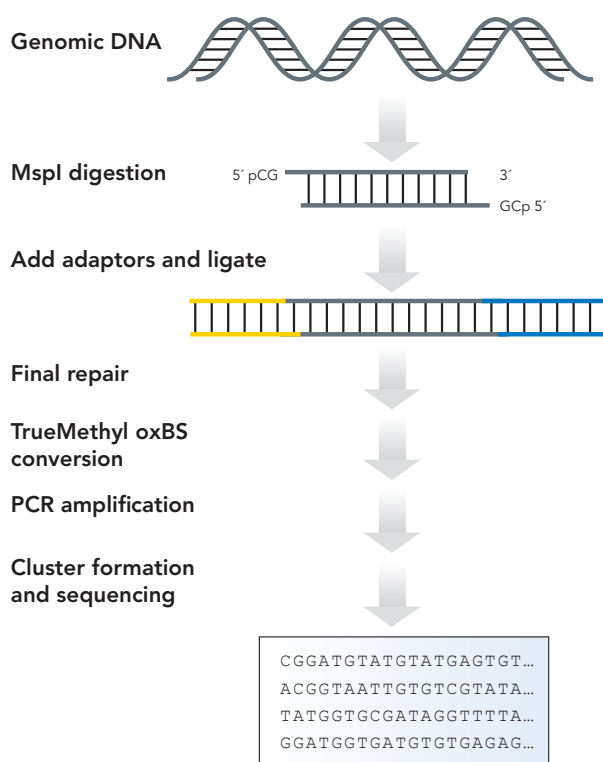 Genomic DNA
MspI digestion
5´ pCG
3´
GCp 5´
Add adaptors and ligate
Final repair
TrueMethyl oxBS
conversion
PCR amplification
Cluster formation
and sequencing
CGGATGTATGTATGAGTGT...
ACGGTAATTGTGTCGTATA...
TATGGTGCGATAGGTTTTA...
GGATGGTGATGTGTGAGAG...